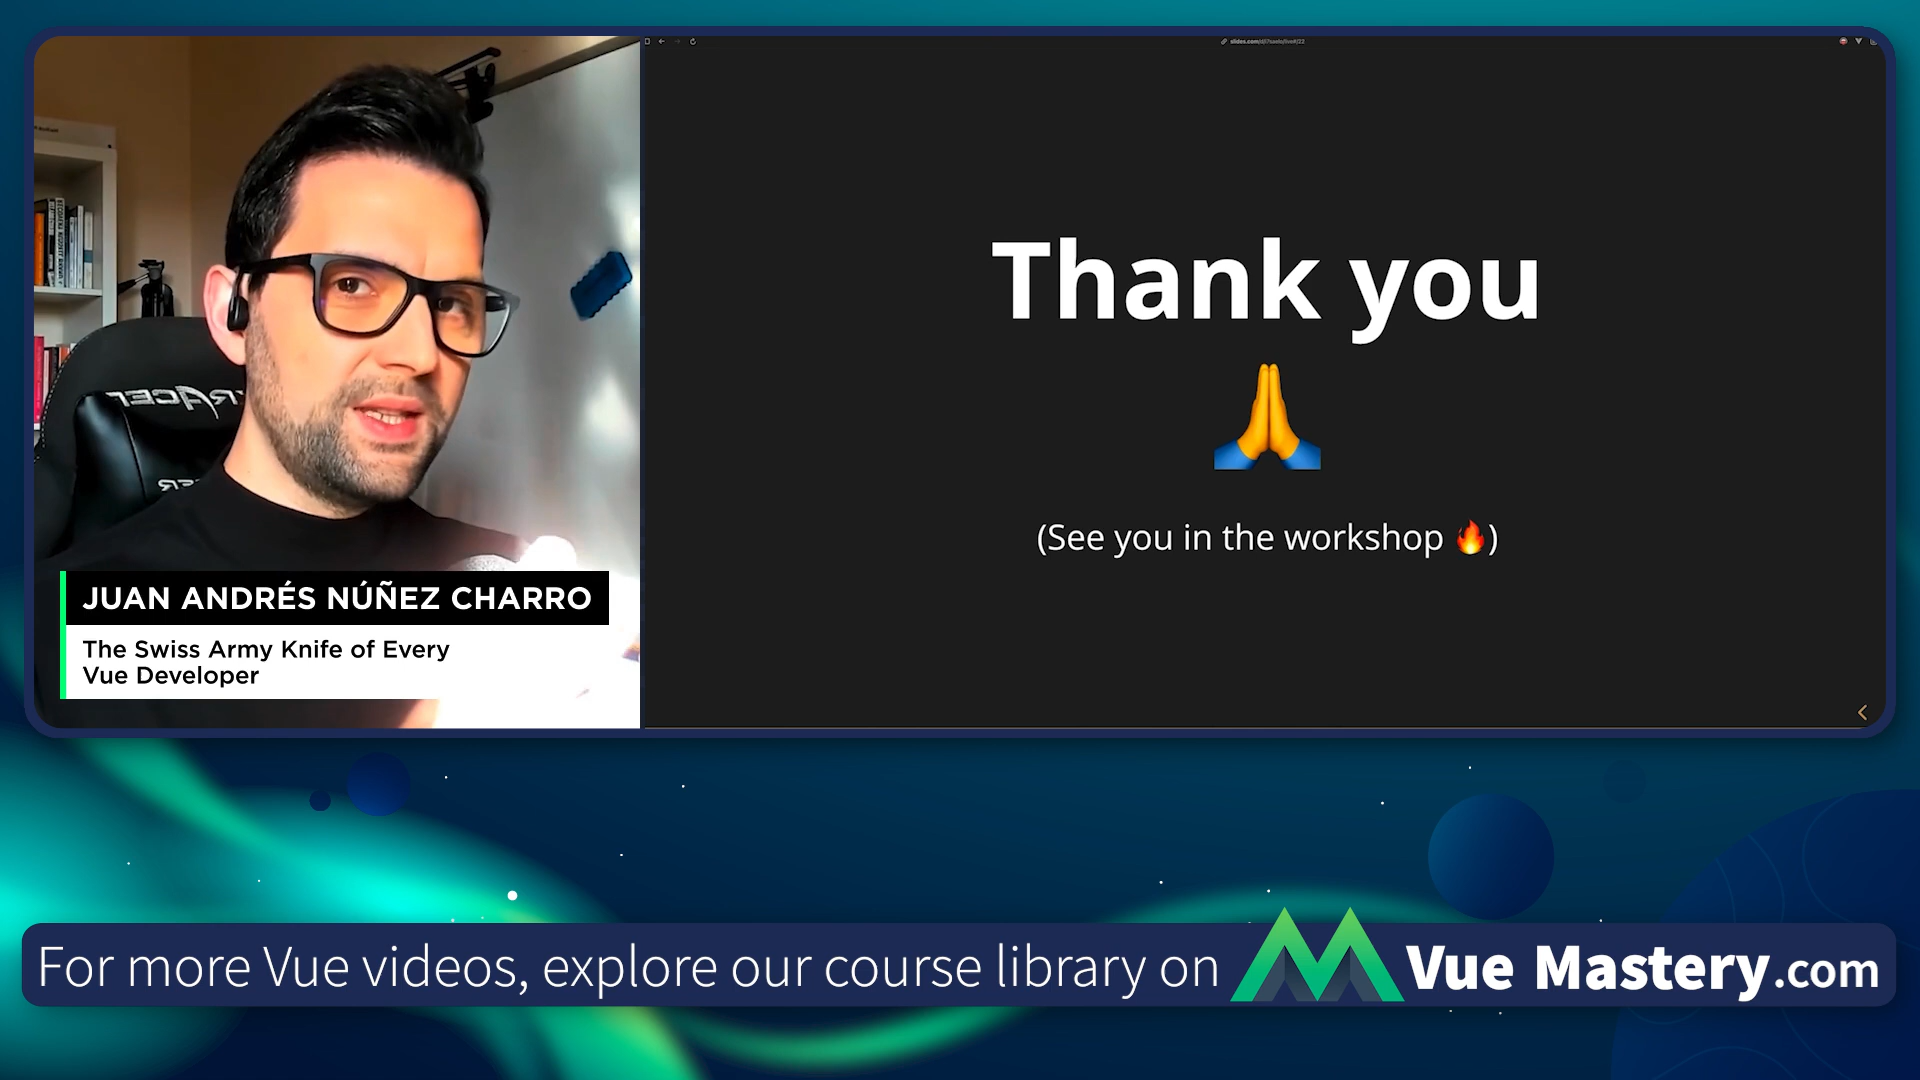 Thank you
(See you in the workshop 🔥)
JUAN ANDRÉS NÚÑEZ CHARRO
The Swiss Army Knife of Every
Vue Developer
For more Vue videos, explore our course library on Vue Mastery.com